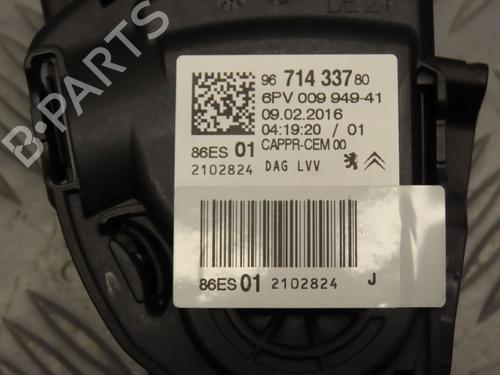 96 714 337 80
6PV 009 949-41
09.02.2016
04:19:20 / 01
86ES 01 CAPPR-CEM 00
2102824 DAG LVV
86ES 01 2102824 J
B-PARTS